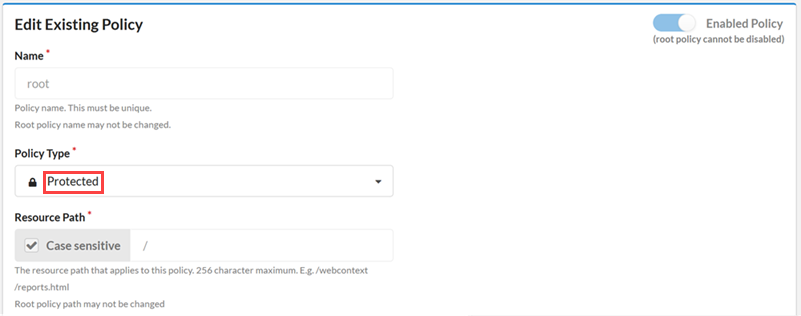 Edit Existing Policy
Enabled Policy
(root policy cannot be disabled)
Name *
root
Policy name. This must be unique.
Root policy name may not be changed.
Policy Type *
Protected
Resource Path *
Case sensitive /
The resource path that applies to this policy. 256 character maximum. E.g. /webcontext
/reports.html
Root policy path may not be changed